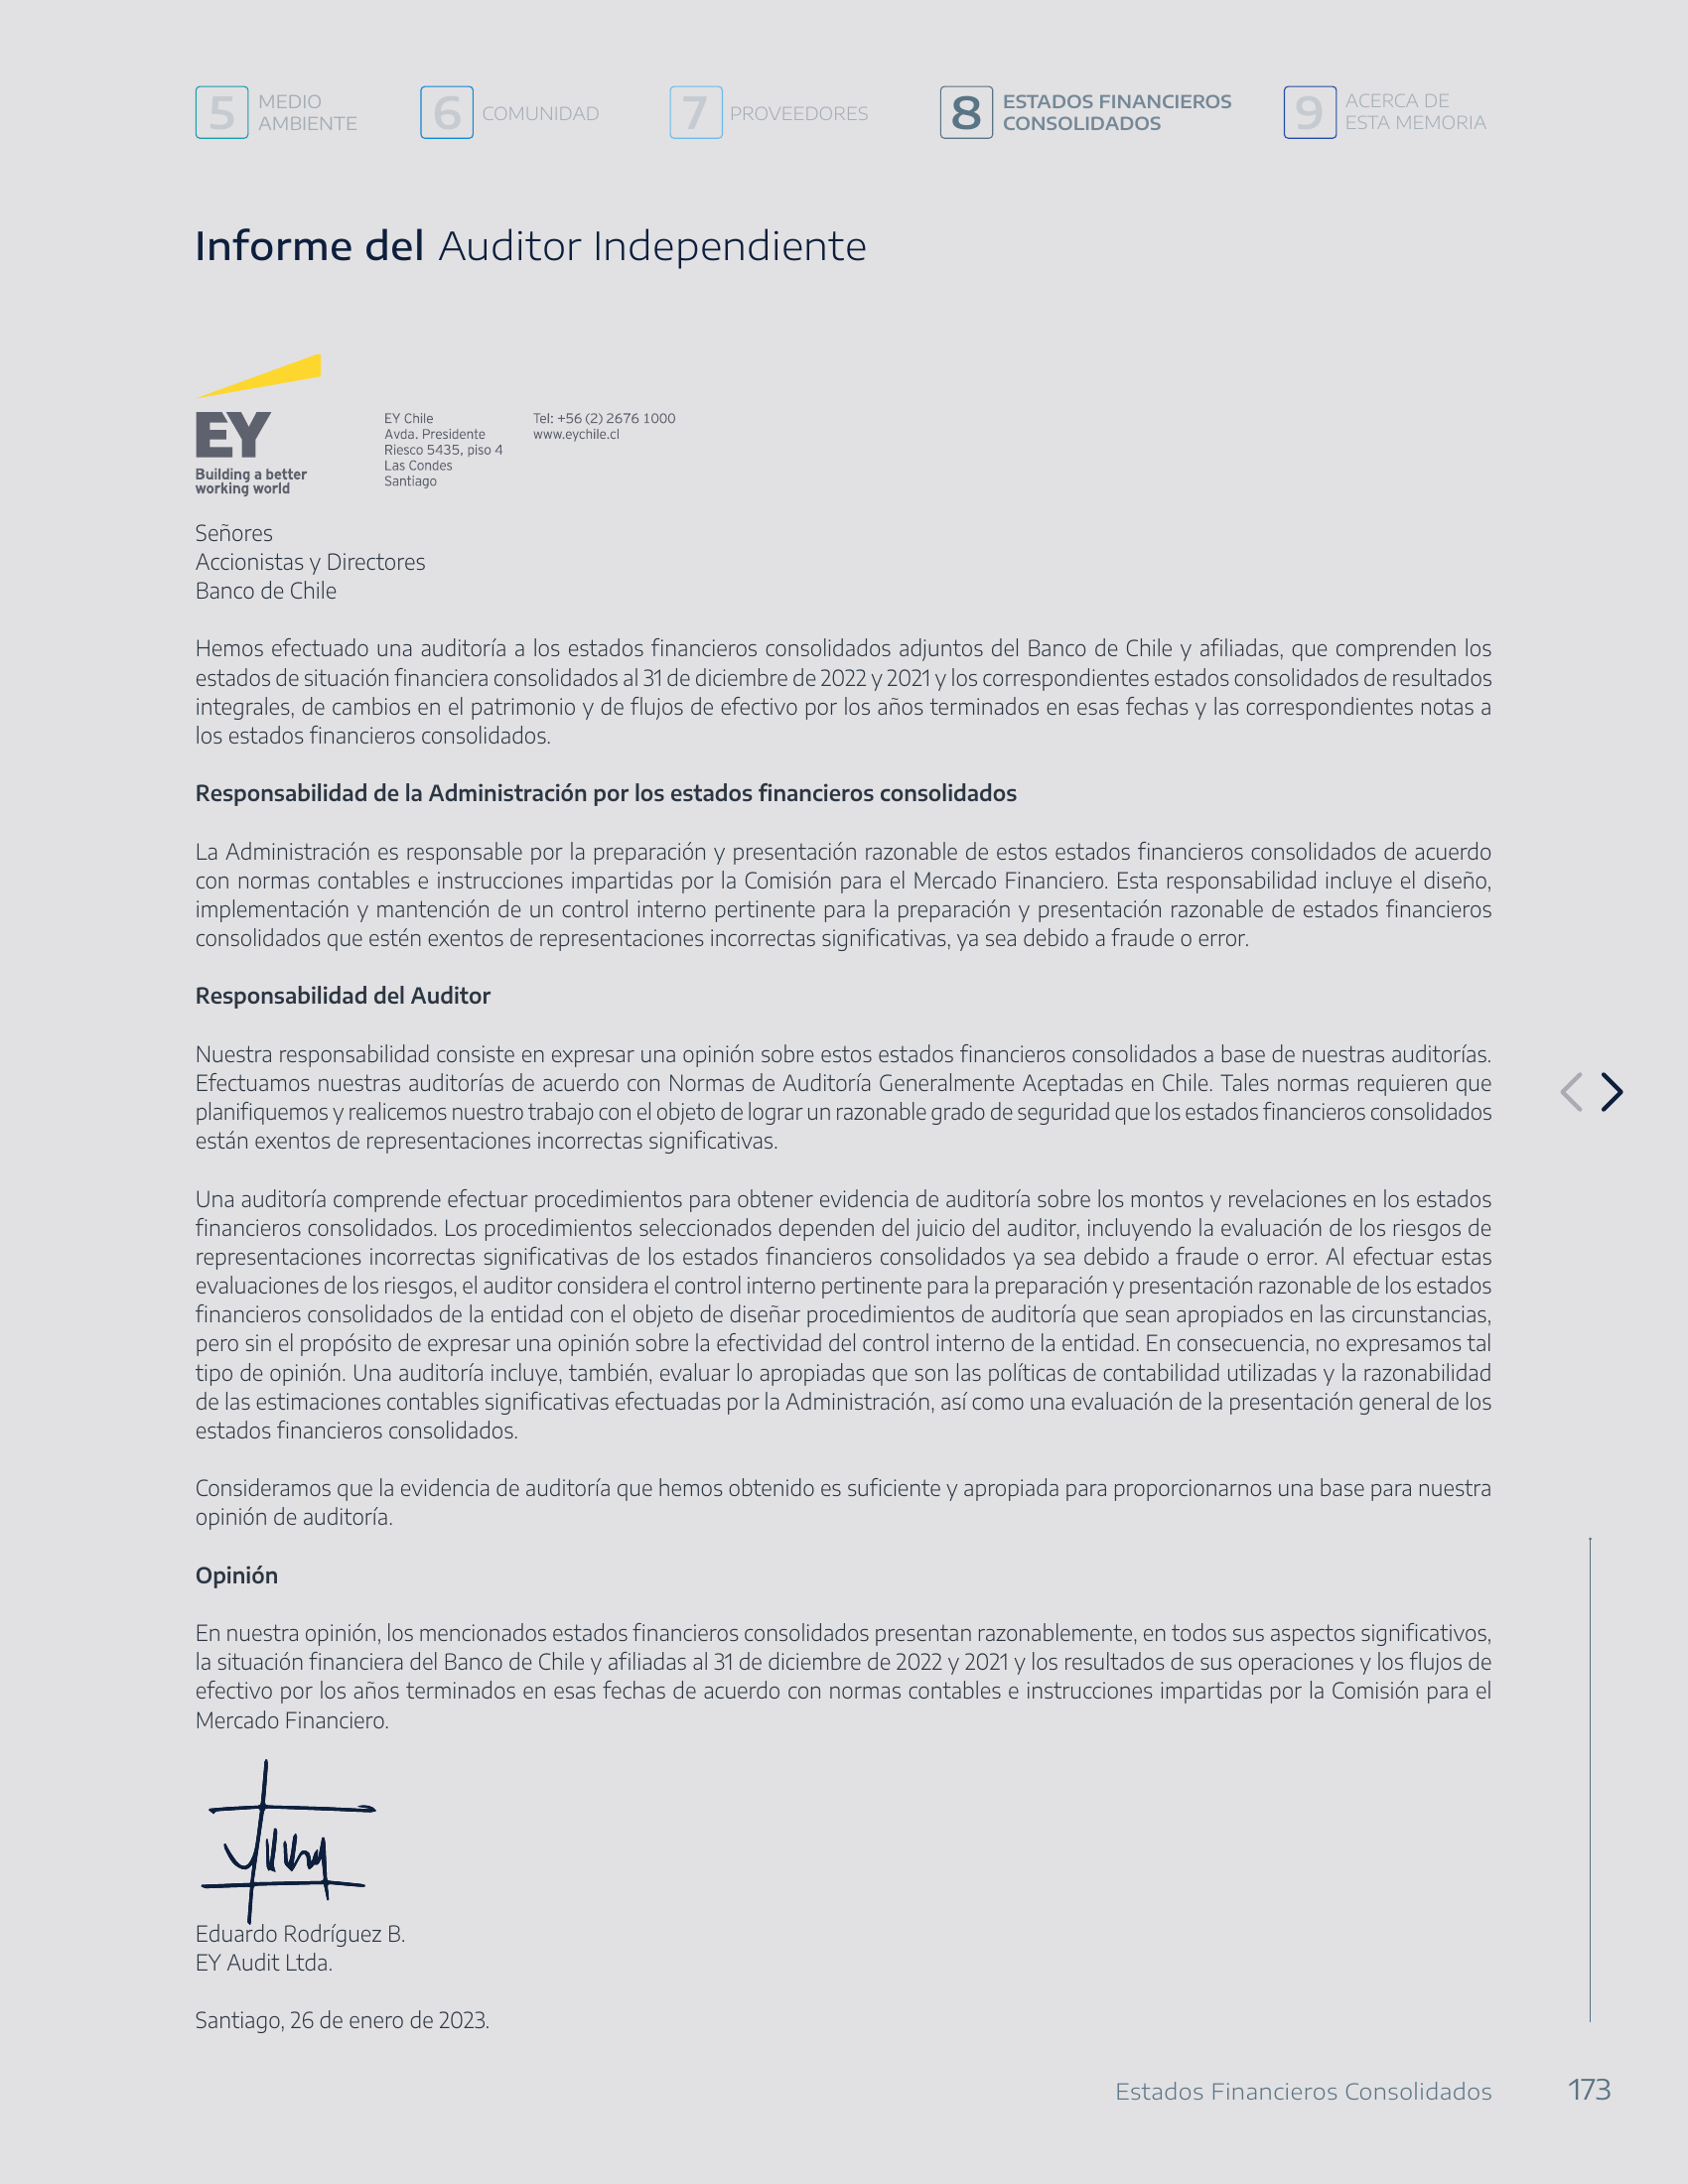 5 MEDIO AMBIENTE
6 COMUNIDAD
7 PROVEEDORES
8 ESTADOS FINANCIEROS CONSOLIDADOS
9 ACERCA DE ESTA MEMORIA
Informe del Auditor Independiente
EY
Building a better
working world
EY Chile
Avda. Presidente
Riesco 5435, piso 4
Las Condes
Santiago
Tel: +56 (2) 2676 1000
www.eychile.cl
Señores
Accionistas y Directores
Banco de Chile
Hemos efectuado una auditoría a los estados financieros consolidados adjuntos del Banco de Chile y afiliadas, que comprenden los
estados de situación financiera consolidados al 31 de diciembre de 2022 y 2021 y los correspondientes estados consolidados de resultados
integrales, de cambios en el patrimonio y de flujos de efectivo por los años terminados en esas fechas y las correspondientes notas a
los estados financieros consolidados.
Responsabilidad de la Administración por los estados financieros consolidados
La Administración es responsable por la preparación y presentación razonable de estos estados financieros consolidados de acuerdo
con normas contables e instrucciones impartidas por la Comisión para el Mercado Financiero. Esta responsabilidad incluye el diseño,
implementación y mantención de un control interno pertinente para la preparación y presentación razonable de estados financieros
consolidados que estén exentos de representaciones incorrectas significativas, ya sea debido a fraude o error.
Responsabilidad del Auditor
Nuestra responsabilidad consiste en expresar una opinión sobre estos estados financieros consolidados a base de nuestras auditorías.
Efectuamos nuestras auditorías de acuerdo con Normas de Auditoría Generalmente Aceptadas en Chile. Tales normas requieren que
planifiquemos y realicemos nuestro trabajo con el objeto de lograr un razonable grado de seguridad que los estados financieros consolidados
están exentos de representaciones incorrectas significativas.
Una auditoría comprende efectuar procedimientos para obtener evidencia de auditoría sobre los montos y revelaciones en los estados
financieros consolidados. Los procedimientos seleccionados dependen del juicio del auditor, incluyendo la evaluación de los riesgos de
representaciones incorrectas significativas de los estados financieros consolidados ya sea debido a fraude o error. Al efectuar estas
evaluaciones de los riesgos, el auditor considera el control interno pertinente para la preparación y presentación razonable de los estados
financieros consolidados de la entidad con el objeto de diseñar procedimientos de auditoría que sean apropiados en las circunstancias,
pero sin el propósito de expresar una opinión sobre la efectividad del control interno de la entidad. En consecuencia, no expresamos tal
tipo de opinión. Una auditoría incluye, también, evaluar lo apropiadas que son las políticas de contabilidad utilizadas y la razonabilidad
de las estimaciones contables significativas efectuadas por la Administración, así como una evaluación de la presentación general de los
estados financieros consolidados.
Consideramos que la evidencia de auditoría que hemos obtenido es suficiente y apropiada para proporcionarnos una base para nuestra
opinión de auditoría.
Opinión
En nuestra opinión, los mencionados estados financieros consolidados presentan razonablemente, en todos sus aspectos significativos,
la situación financiera del Banco de Chile y afiliadas al 31 de diciembre de 2022 y 2021 y los resultados de sus operaciones y los flujos de
efectivo por los años terminados en esas fechas de acuerdo con normas contables e instrucciones impartidas por la Comisión para el
Mercado Financiero.
Eduardo Rodríguez B.
EY Audit Ltda.
Santiago, 26 de enero de 2023.
Estados Financieros Consolidados 173